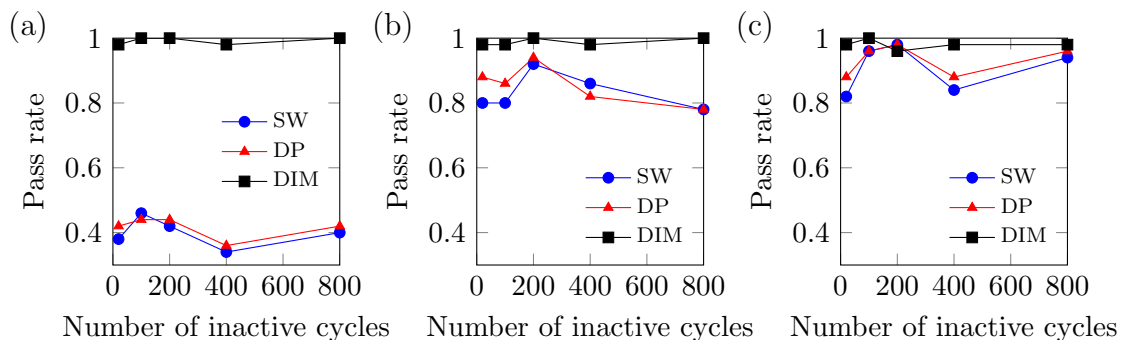 (a)
Pass rate
1
0.8
0.6
0.4
SW
DP
DIM
0 200 400 600 800
Number of inactive cycles
(b)
Pass rate
1
0.8
0.6
0.4
SW
DP
DIM
0 200 400 600 800
Number of inactive cycles
(c)
Pass rate
1
0.8
0.6
0.4
SW
DP
DIM
0 200 400 600 800
Number of inactive cycles